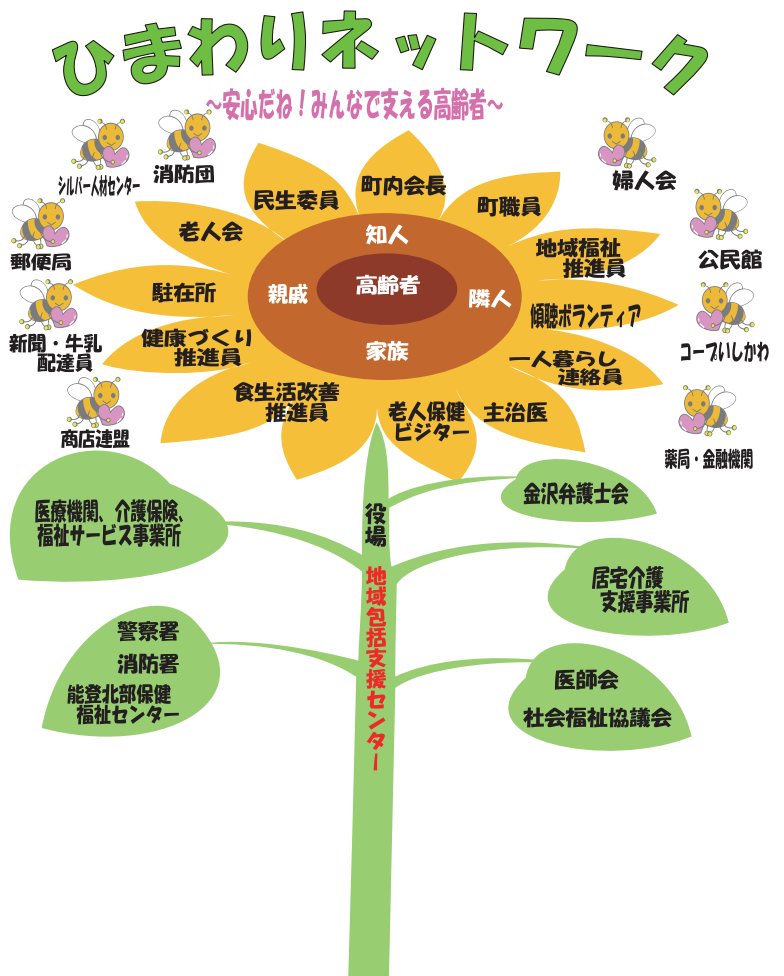 ひまわりネットワーク
～安心だね！みんなで支える高齢者～
シルバー人材センター
消防団
婦人会
郵便局
公民館
新聞・牛乳
配達員
コープいしかわ
商店連盟
薬局・金融機関
民生委員
町内会長
町職員
老人会
地域福祉
推進員
駐在所
傾聴ボランティア
健康づくり
推進員
一人暮らし
連絡員
食生活改善
推進員
老人保健
ビジター
主治医
知人
親戚
高齢者
隣人
家族
役場
地域包括支援センター
医療機関、介護保険、
福祉サービス事業所
金沢弁護士会
居宅介護
支援事業所
警察署
消防署
能登北部保健
福祉センター
医師会
社会福祉協議会